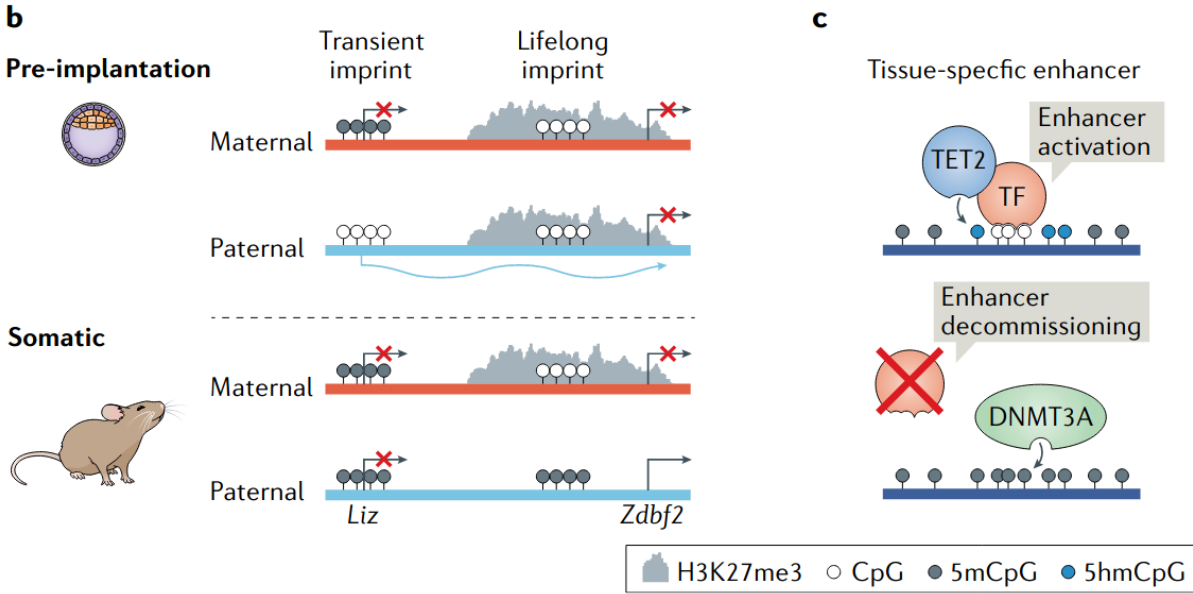 b
Pre-implantation
Transient
imprint
Lifelong
imprint
Maternal
Paternal
Somatic
Maternal
Paternal
Liz
Zdbf2
c
Tissue-specfic enhancer
TET2
TF
Enhancer
activation
Enhancer
decommissioning
DNMT3A
H3K27me3 CpG 5mCpG 5hmCpG